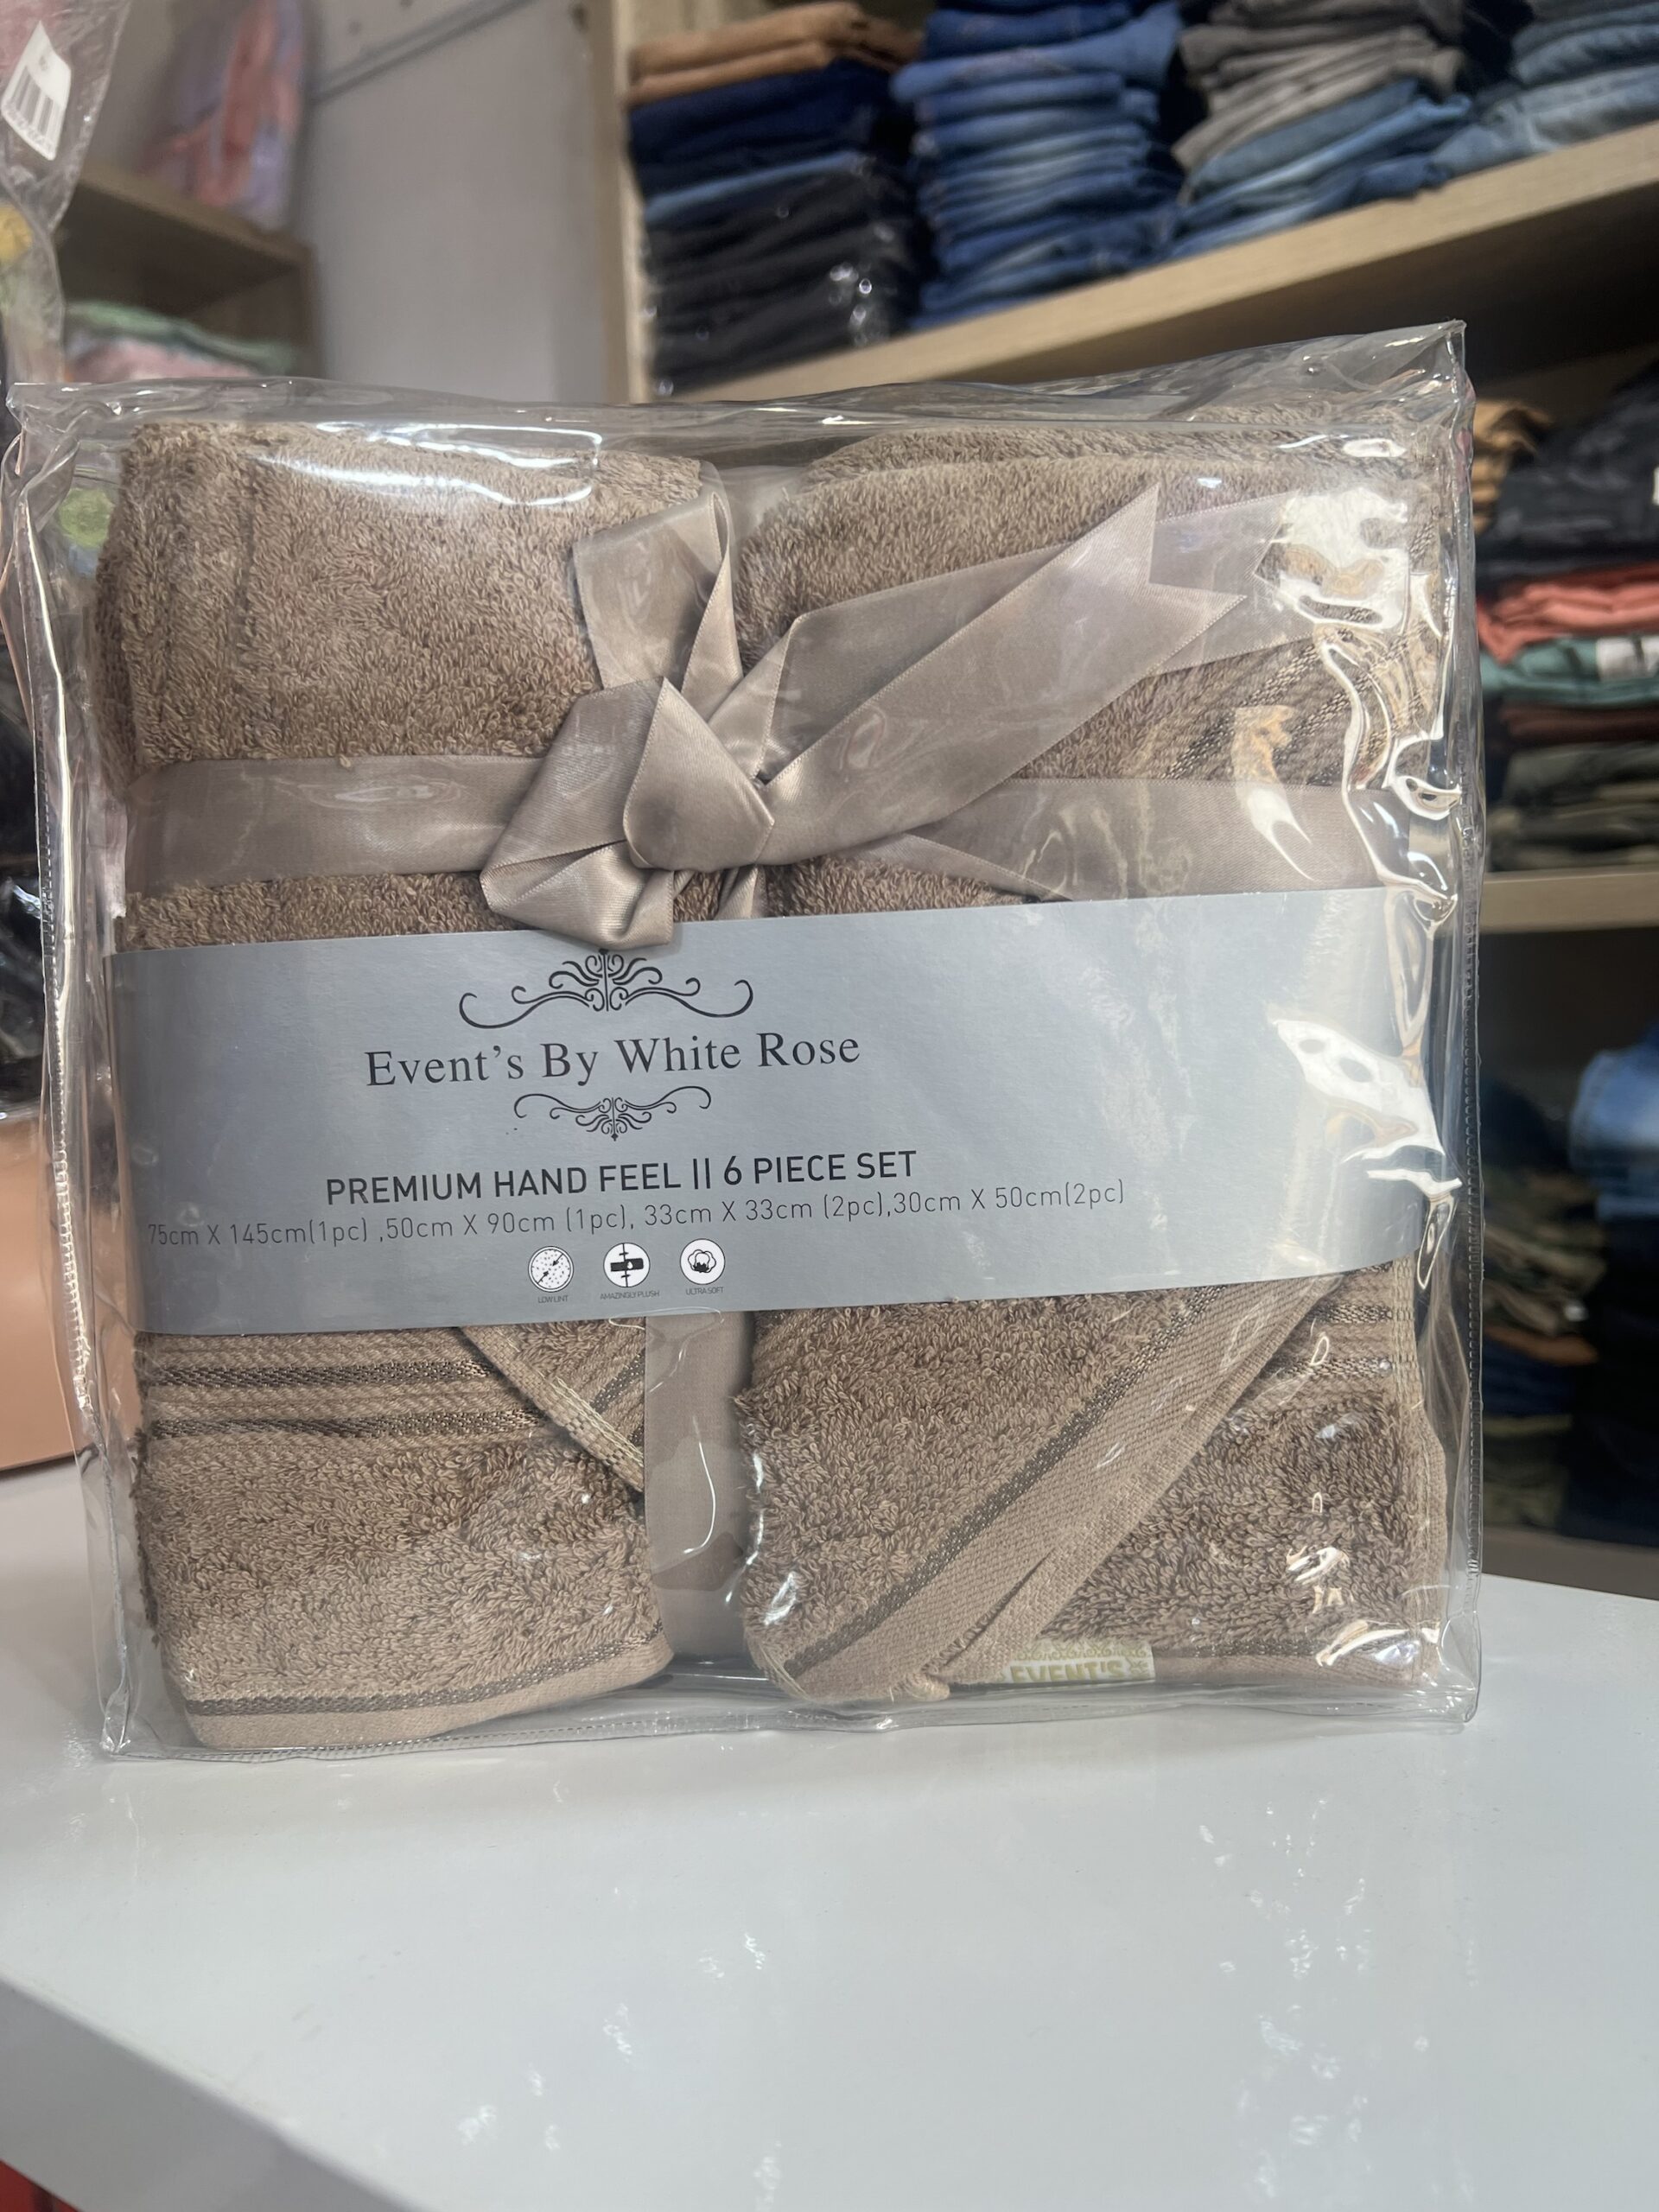 Event's By White Rose
PREMIUM HAND FEEL || 6 PIECE SET
75cm X 145cm(1pc) ,50cm X 90cm (1pc), 33cm X 33cm (2pc),30cm X 50cm(2pc)
LOW LINT
AMAZINGLY PLUSH
ULTRA SOFT
EVENT'S